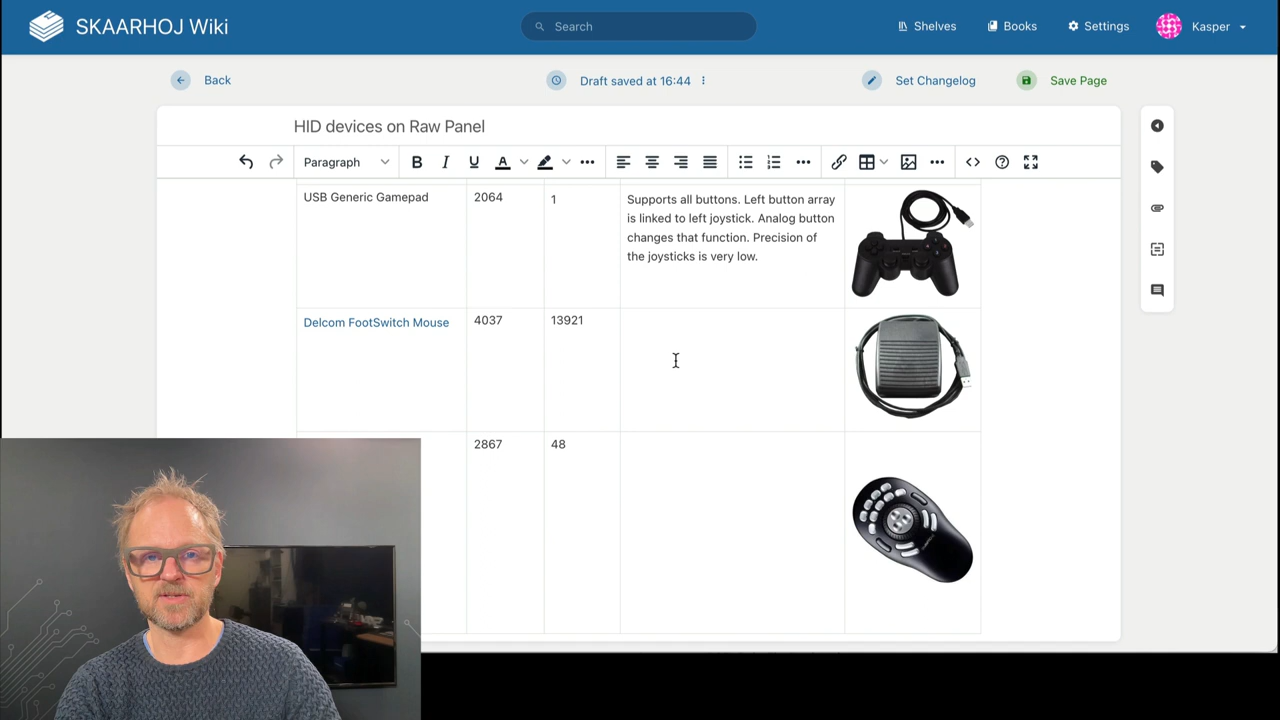 SKAARHOJ Wiki
Search
Shelves
Books
Settings
Kasper
Back
Draft saved at 16:44
Set Changelog
Save Page
HID devices on Raw Panel
Paragraph
B I U A
USB Generic Gamepad
2064
1
Supports all buttons. Left button array
is linked to left joystick. Analog button
changes that function. Precision of
the joysticks is very low.
Delcom FootSwitch Mouse
4037
13921
2867
48